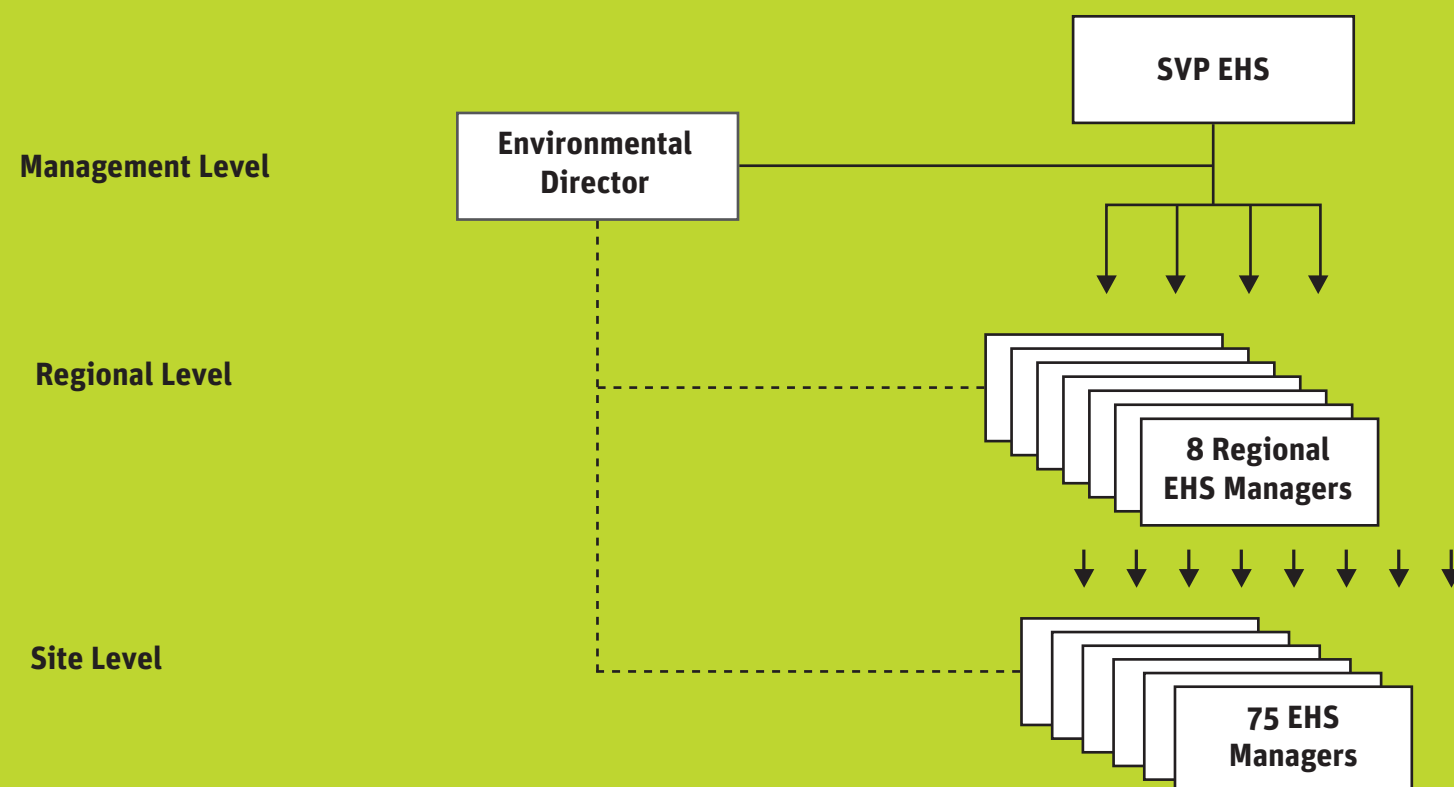 SVP EHS
Environmental
Director
Management Level
Regional Level
8 Regional
EHS Managers
Site Level
75 EHS
Managers